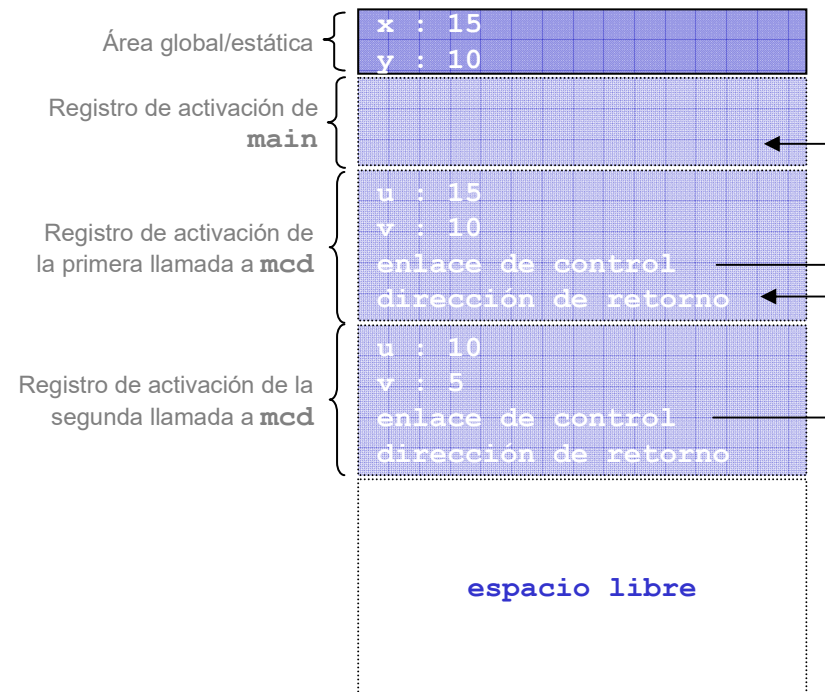 Área global/estática
x : 15
y : 10
Registro de activación de
main
Registro de activación de
la primera llamada a mcd
u : 15
v : 10
enlace de control
dirección de retorno
Registro de activación de la
segunda llamada a mcd
u : 10
v : 5
enlace de control
dirección de retorno
espacio libre